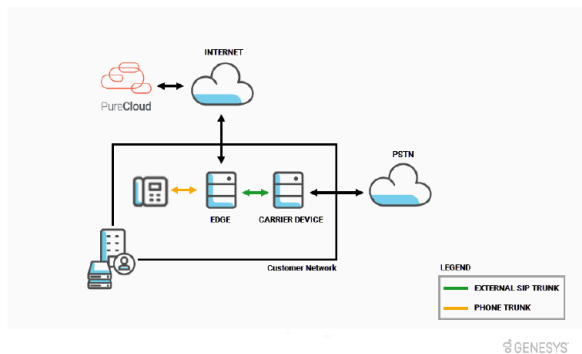 INTERNET
PureCloud
PSTN
EDGE
CARRIER DEVICE
Customer Network
LEGEND
EXTERNAL SIP TRUNK
PHONE TRUNK
GENESYS